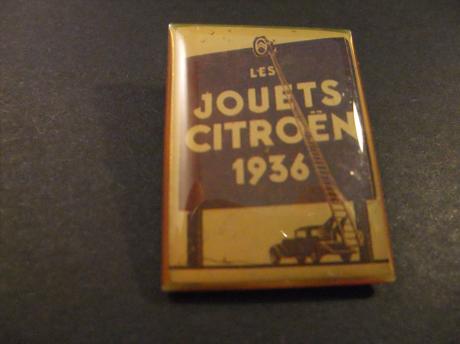 LES
JOUETS
CITROËN
1936